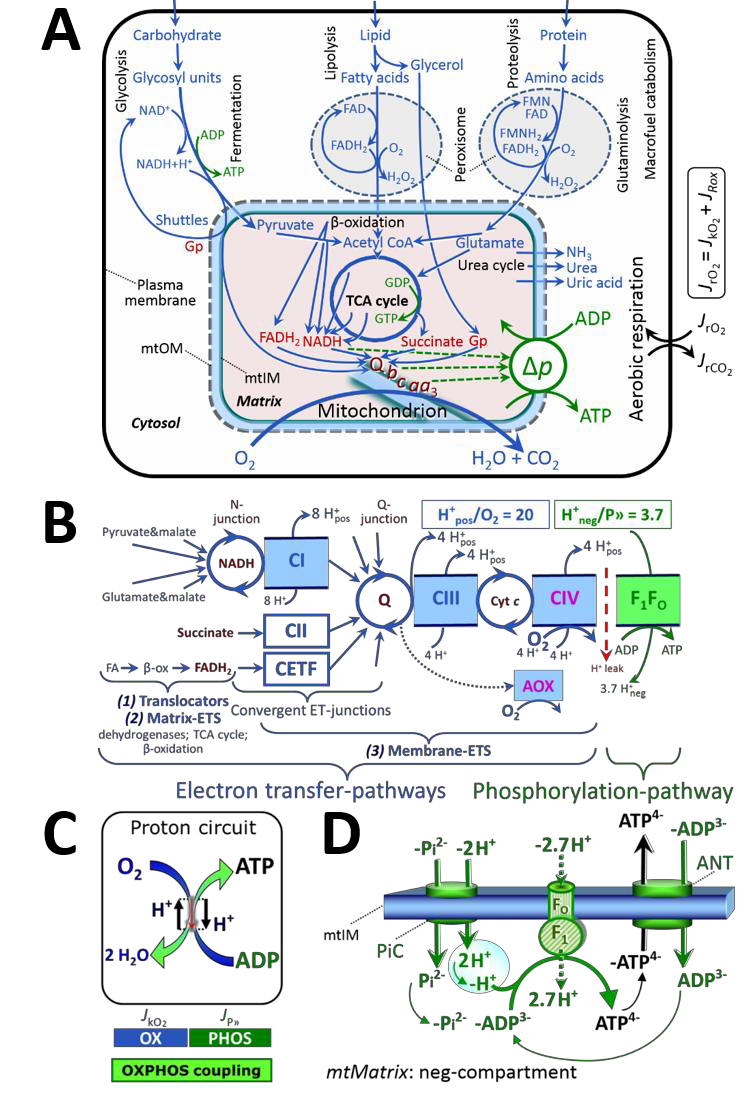 A
Carbohydrate
Lipid
Protein
Glycolysis
Glycosyl units
Lipolysis
Glycerol
Fatty acids
Proteolysis
Amino acids
Macrofuel catabolism
NAD⁺
ADP
ATP
NADH+H⁺
Fermentation
FAD
FADH₂
O₂
H₂O₂
Peroxisome
FMN
FAD
FMNH₂
FADH₂
O₂
H₂O₂
Glutaminolysis
Shuttles
Gp
Pyruvate
β-oxidation
Acetyl CoA
Glutamate
Urea cycle
NH₃
Urea
Uric acid
Plasma
membrane
TCA cycle
GDP
GTP
FADH₂
NADH
Succinate
Gp
mtOM
mtIM
Matrix
Q b c aa₃
Mitochondrion
Cytosol
O₂
H₂O + CO₂
ADP
Δp
ATP
Aerobic respiration
JrO₂ = JkO₂ + JRox
JrO₂
JrCO₂
B
N-
junction
8 H⁺pos
Q-
junction
H⁺pos/O₂ = 20
H⁺neg/P» = 3.7
Pyruvate&malate
NADH
CI
8 H⁺
4 H⁺pos
4 H⁺pos
4 H⁺pos
Glutamate&malate
Q
CIII
Cyt c
CIV
F₁FO
Succinate
CII
4 H⁺
O₂
4 H⁺
4 H⁺
ADP
ATP
H⁺ leak
3.7 H⁺neg
FA
β-ox
FADH₂
CETF
AOX
O₂
(1) Translocators
(2) Matrix-ETS
dehydrogenases; TCA cycle;
β-oxidation
Convergent ET-junctions
(3) Membrane-ETS
Electron transfer-pathways
Phosphorylation-pathway
C
Proton circuit
O₂
ATP
H⁺
H⁺
2 H₂O
ADP
JkO₂
JP»
OX
PHOS
OXPHOS coupling
D
-Pi²⁻
-2H⁺
-2.7H⁺
ATP⁴⁻
-ADP³⁻
ANT
mtIM
FO
F₁
PiC
Pi²⁻
2H⁺
-H⁺
2.7H⁺
-ATP⁴⁻
ADP³⁻
-Pi²⁻
-ADP³⁻
ATP⁴⁻
mtMatrix: neg-compartment